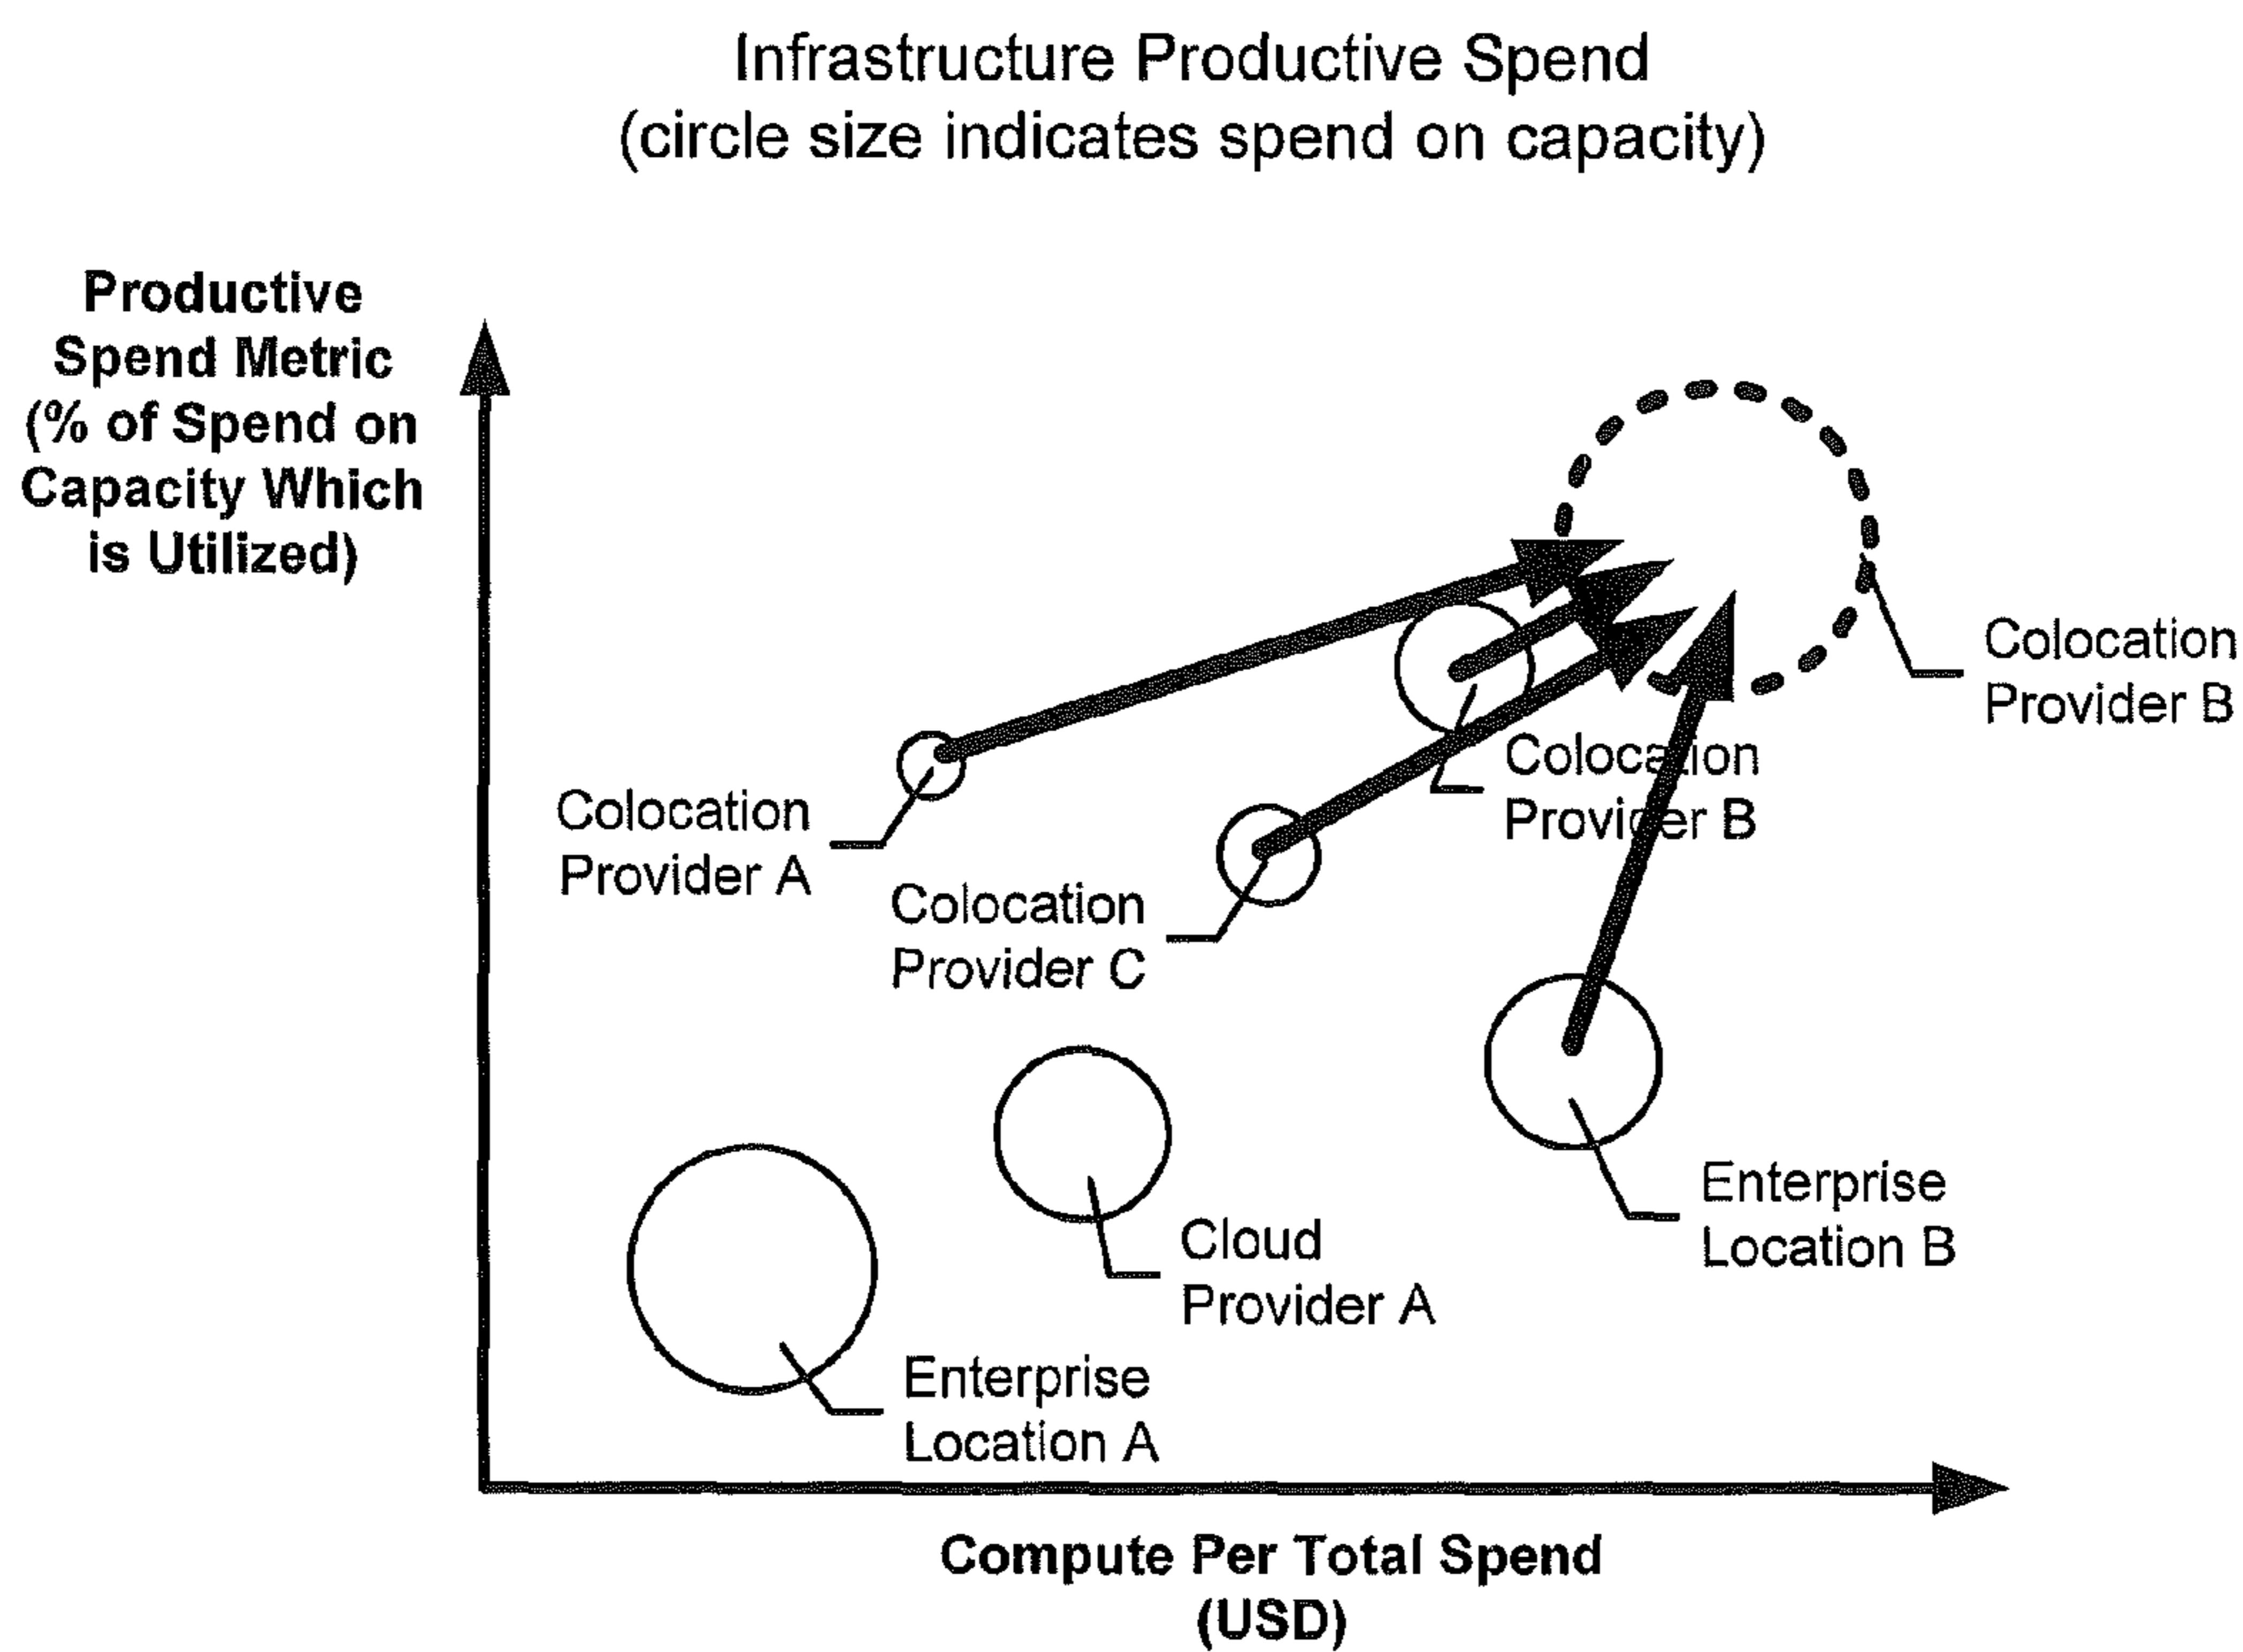 Infrastructure Productive Spend
(circle size indicates spend on capacity)
Productive
Spend Metric
(% of Spend on
Capacity Which
is Utilized)
Colocation
Provider B
Colocation
Provider B
Colocation
Provider A
Colocation
Provider C
Enterprise
Location B
Cloud
Provider A
Enterprise
Location A
Compute Per Total Spend
(USD)